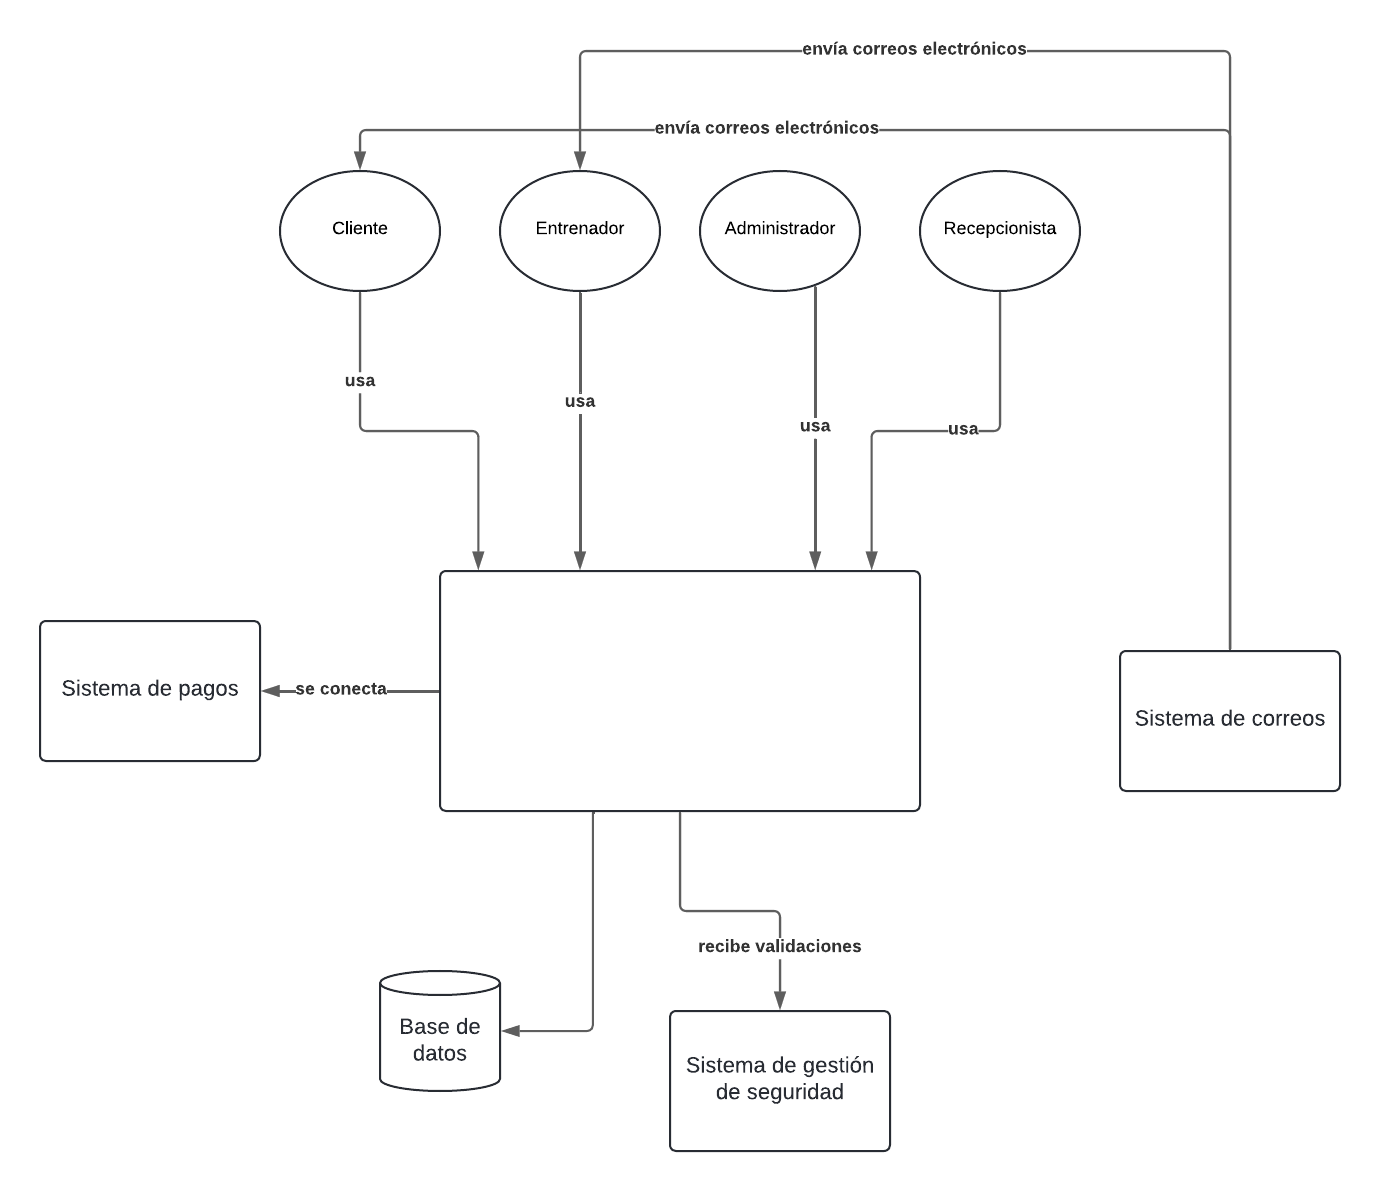 envía correos electrónicos
envía correos electrónicos
Cliente
Entrenador
Administrador
Recepcionista
usa
usa
usa
usa
Sistema de pagos
se conecta
Sistema de correos
recibe validaciones
Base de
datos
Sistema de gestión
de seguridad